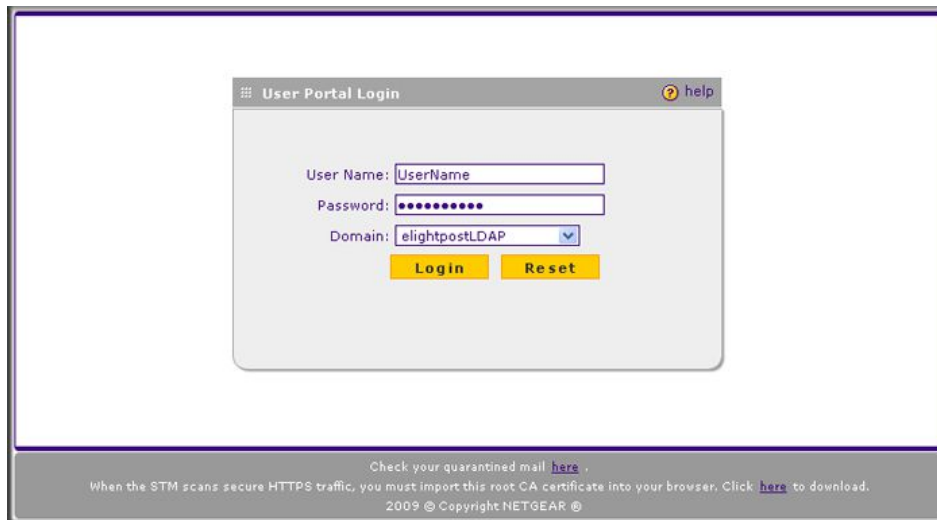 User Portal Login
help
User Name: UserName
Password: ●●●●●●●●●●
Domain: elightpostLDAP
Login Reset
Check your quarantined mail here .
When the STM scans secure HTTPS traffic, you must import this root CA certificate into your browser. Click here to download.
2009 © Copyright NETGEAR ®